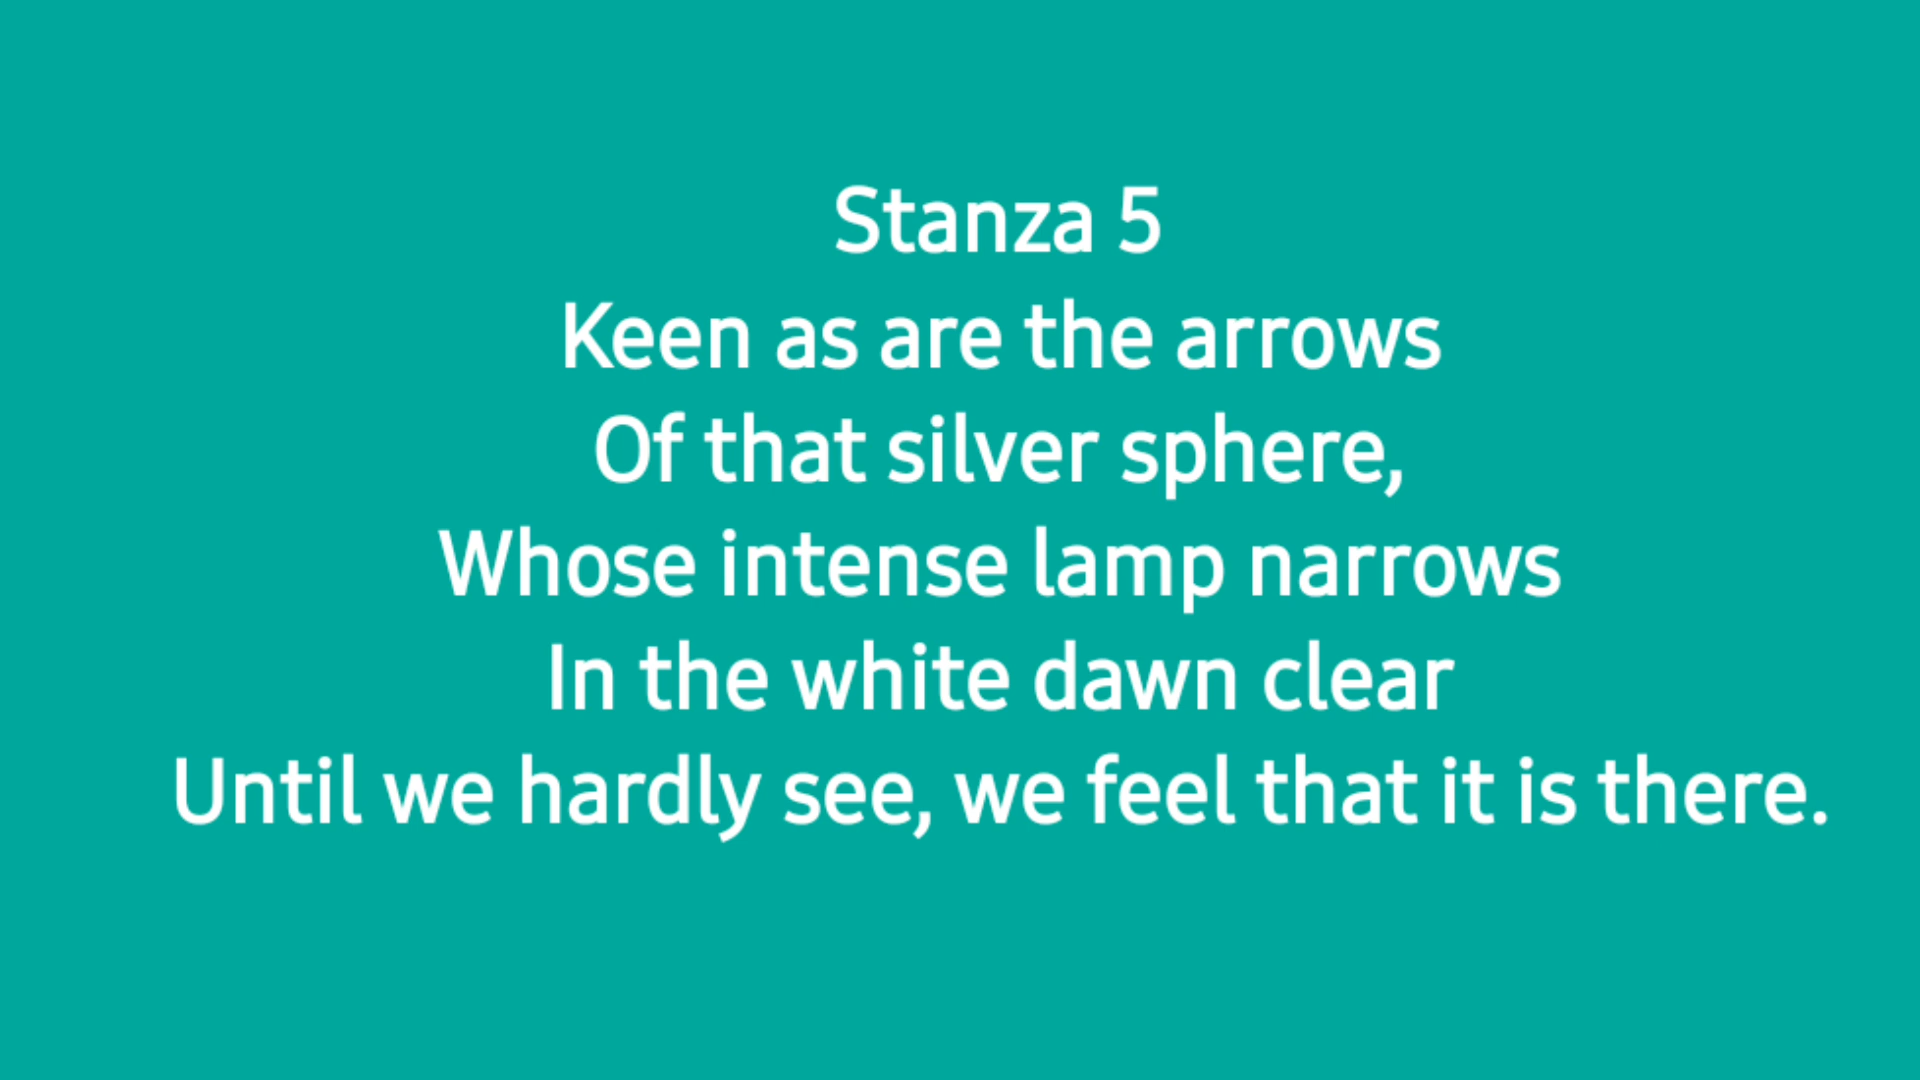 Stanza 5
Keen as are the arrows
Of that silver sphere,
Whose intense lamp narrows
In the white dawn clear
Until we hardly see, we feel that it is there.